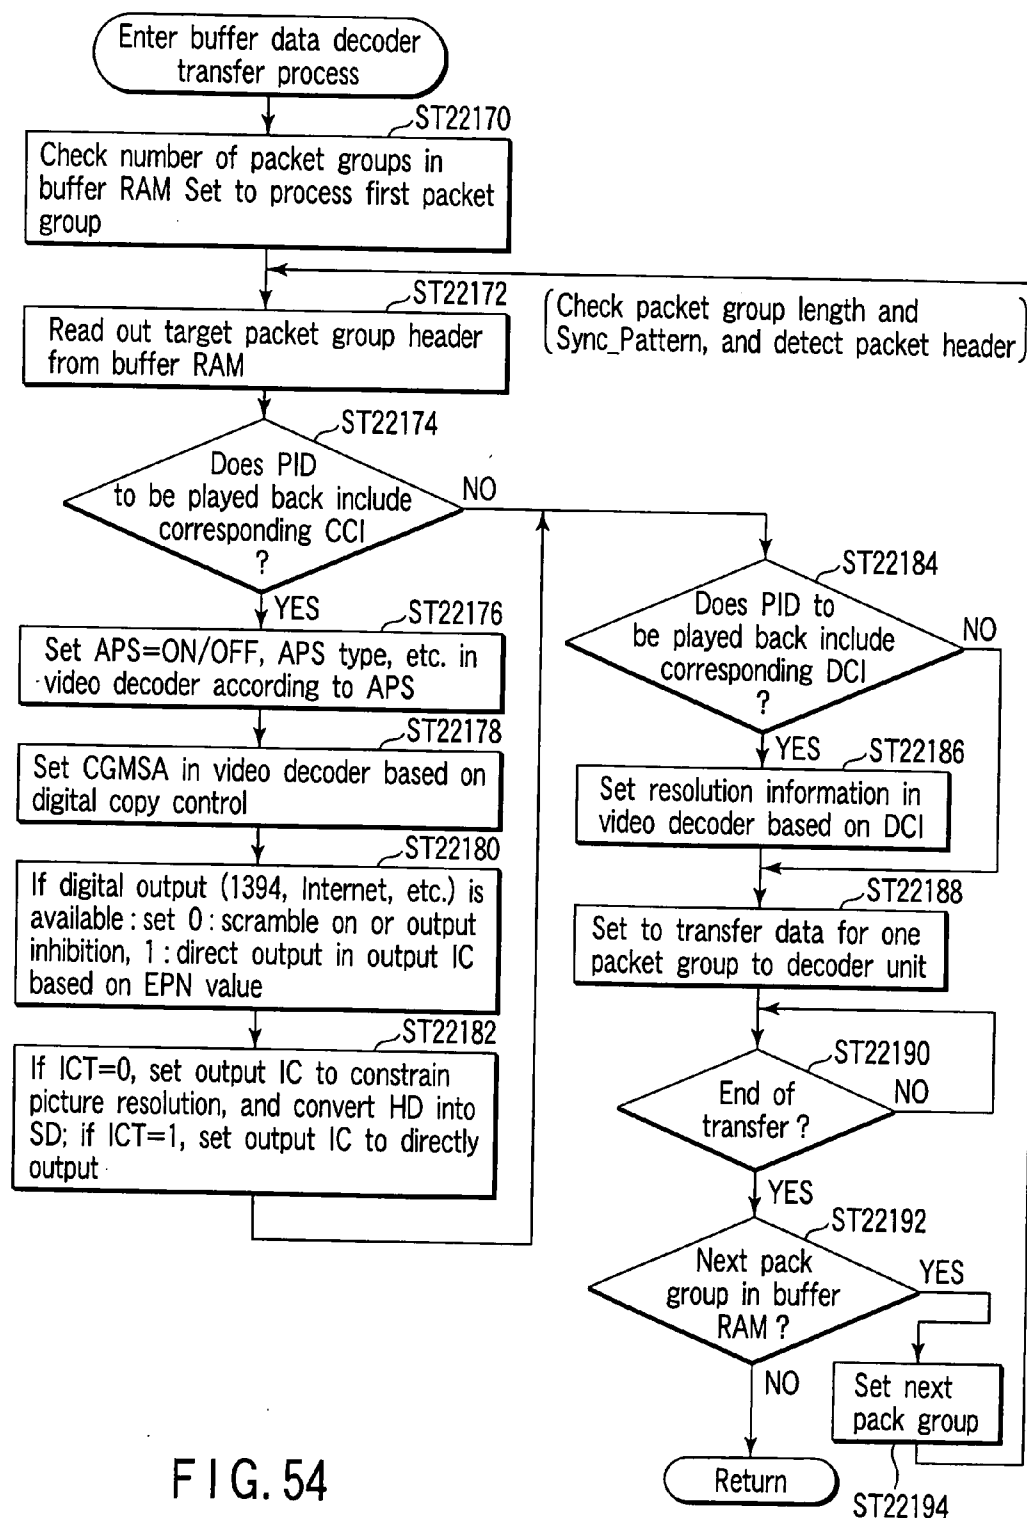 Enter buffer data decoder
transfer process
ST22170
Check number of packet groups in
buffer RAM Set to process first packet
group
ST22172
Read out target packet group header
from buffer RAM
(Check packet group length and
Sync_Pattern, and detect packet header)
ST22174
Does PID
to be played back include
corresponding CCI
?
NO
YES
ST22176
Set APS=ON/OFF, APS type, etc. in
video decoder according to APS
ST22178
Set CGMSA in video decoder based on
digital copy control
ST22180
If digital output (1394, Internet, etc.) is
available : set 0 : scramble on or output
inhibition, 1 : direct output in output IC
based on EPN value
ST22182
If ICT=0, set output IC to constrain
picture resolution, and convert HD into
SD; if ICT=1, set output IC to directly
output
ST22184
Does PID to
be played back include
corresponding DCI
?
NO
YES
ST22186
Set resolution information in
video decoder based on DCI
ST22188
Set to transfer data for one
packet group to decoder unit
ST22190
End of
transfer ?
NO
YES
ST22192
Next pack
group in buffer
RAM ?
YES
NO
Set next
pack group
ST22194
Return
FIG. 54